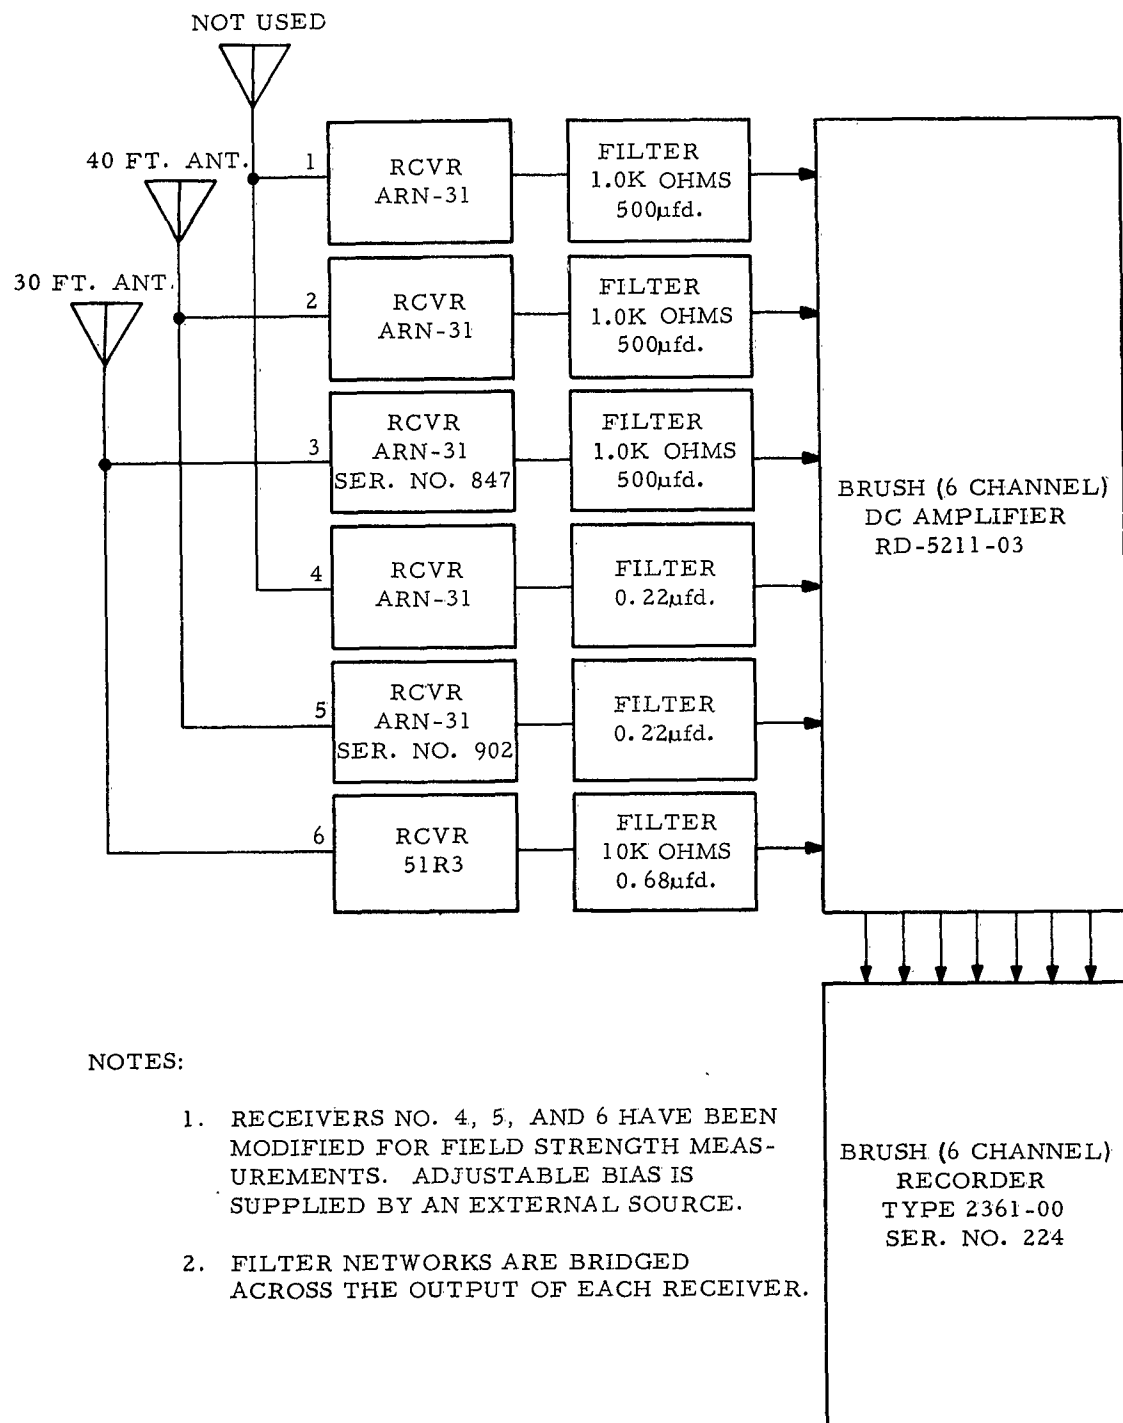 NOT USED
40 FT. ANT.
30 FT. ANT.
1
RCVR
ARN-31
FILTER
1.0K OHMS
500µfd.
2
RCVR
ARN-31
FILTER
1.0K OHMS
500µfd.
3
RCVR
ARN-31
SER. NO. 847
FILTER
1.0K OHMS
500µfd.
4
RCVR
ARN-31
FILTER
0.22µfd.
5
RCVR
ARN-31
SER. NO. 902
FILTER
0.22µfd.
6
RCVR
51R3
FILTER
10K OHMS
0.68µfd.
BRUSH (6 CHANNEL)
DC AMPLIFIER
RD-5211-03
BRUSH (6 CHANNEL)
RECORDER
TYPE 2361-00
SER. NO. 224
NOTES:
1. RECEIVERS NO. 4, 5, AND 6 HAVE BEEN
MODIFIED FOR FIELD STRENGTH MEAS-
UREMENTS. ADJUSTABLE BIAS IS
SUPPLIED BY AN EXTERNAL SOURCE.
2. FILTER NETWORKS ARE BRIDGED
ACROSS THE OUTPUT OF EACH RECEIVER.